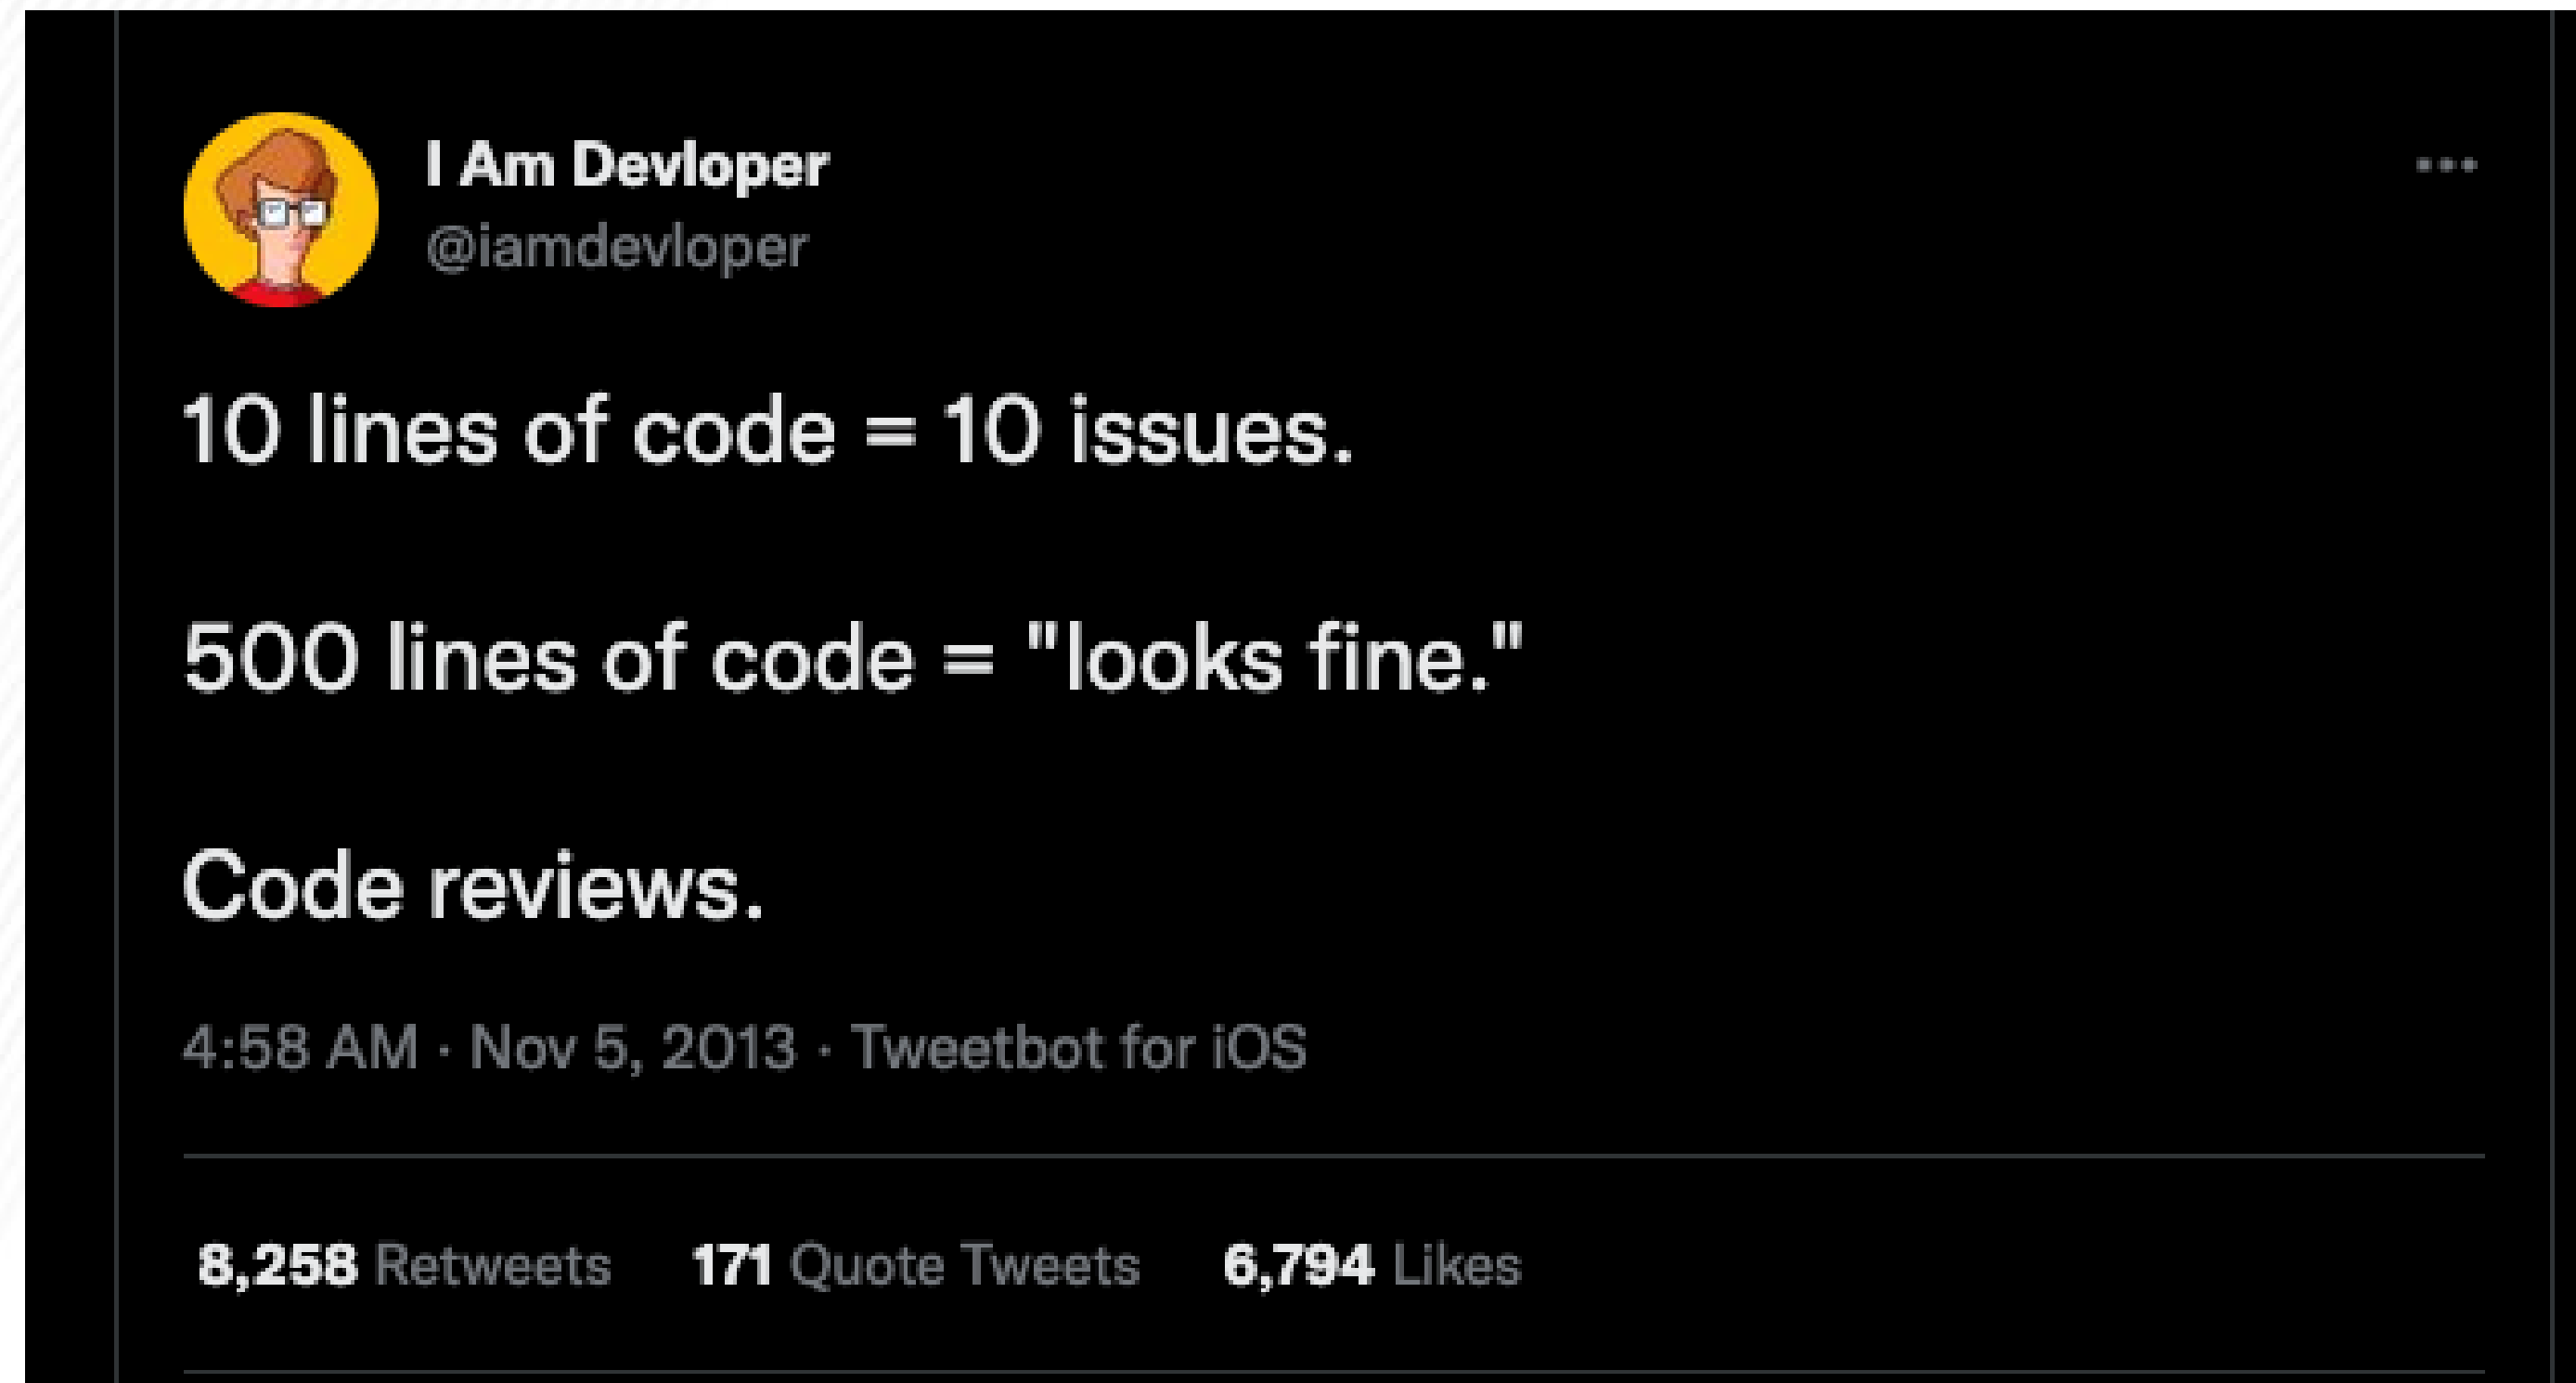 I Am Devloper
@iamdevloper
10 lines of code = 10 issues.
500 lines of code = "looks fine."
Code reviews.
4:58 AM · Nov 5, 2013 · Tweetbot for iOS
8,258 Retweets 171 Quote Tweets 6,794 Likes